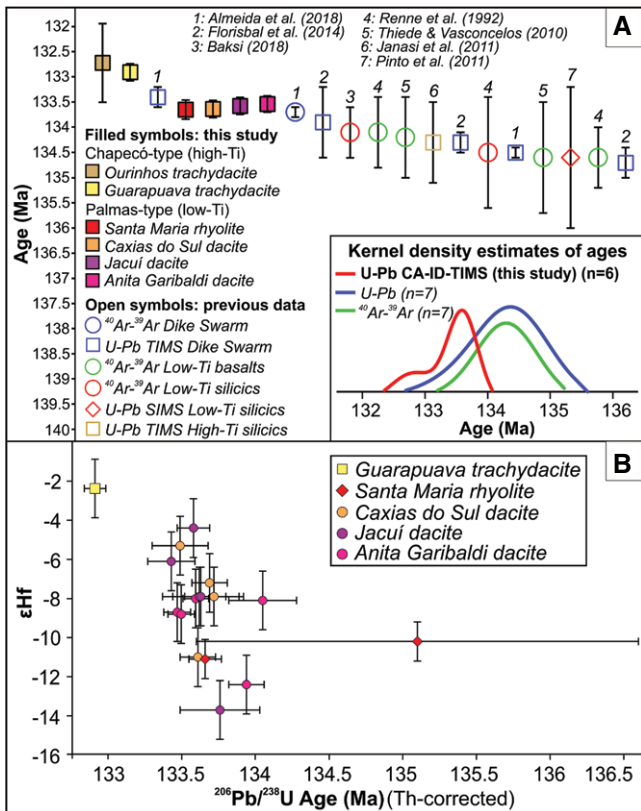 A
1: Almeida et al. (2018)
2: Florisbal et al. (2014)
3: Baksi (2018)
4: Renne et al. (1992)
5: Thiede & Vasconcelos (2010)
6: Janasi et al. (2011)
7: Pinto et al. (2011)
Age (Ma)
132
132.5
133
133.5
134
134.5
135
135.5
136
136.5
137
137.5
138
138.5
139
139.5
140
1
1
2
3
4
5
6
2
4
1
5
7
4
2
Filled symbols: this study
Chapecó-type (high-Ti)
Ourinhos trachydacite
Guarapuava trachydacite
Palmas-type (low-Ti)
Santa Maria rhyolite
Caxias do Sul dacite
Jacuí dacite
Anita Garibaldi dacite
Open symbols: previous data
⁴⁰Ar-³⁹Ar Dike Swarm
U-Pb TIMS Dike Swarm
⁴⁰Ar-³⁹Ar Low-Ti basalts
⁴⁰Ar-³⁹Ar Low-Ti silicics
U-Pb SIMS Low-Ti silicics
U-Pb TIMS High-Ti silicics
Kernel density estimates of ages
U-Pb CA-ID-TIMS (this study) (n=6)
U-Pb (n=7)
⁴⁰Ar-³⁹Ar (n=7)
132 133 134 135 136
Age (Ma)
B
Guarapuava trachydacite
Santa Maria rhyolite
Caxias do Sul dacite
Jacuí dacite
Anita Garibaldi dacite
εHf
-2
-4
-6
-8
-10
-12
-14
-16
133 133.5 134 134.5 135 135.5 136 136.5
²⁰⁶Pb/²³⁸U Age (Ma) (Th-corrected)